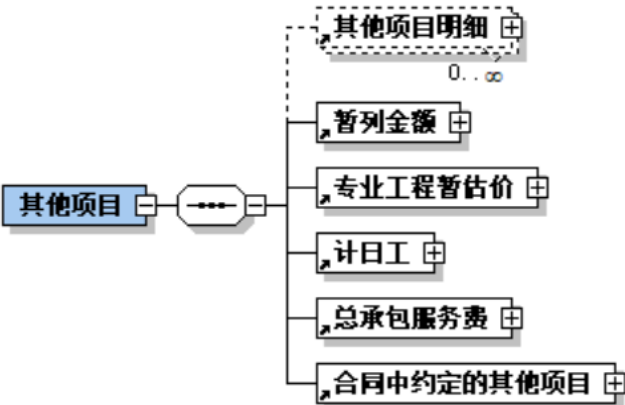 其他项目明细
0..∞
暂列金额
专业工程暂估价
其他项目
计日工
总承包服务费
合同中约定的其他项目